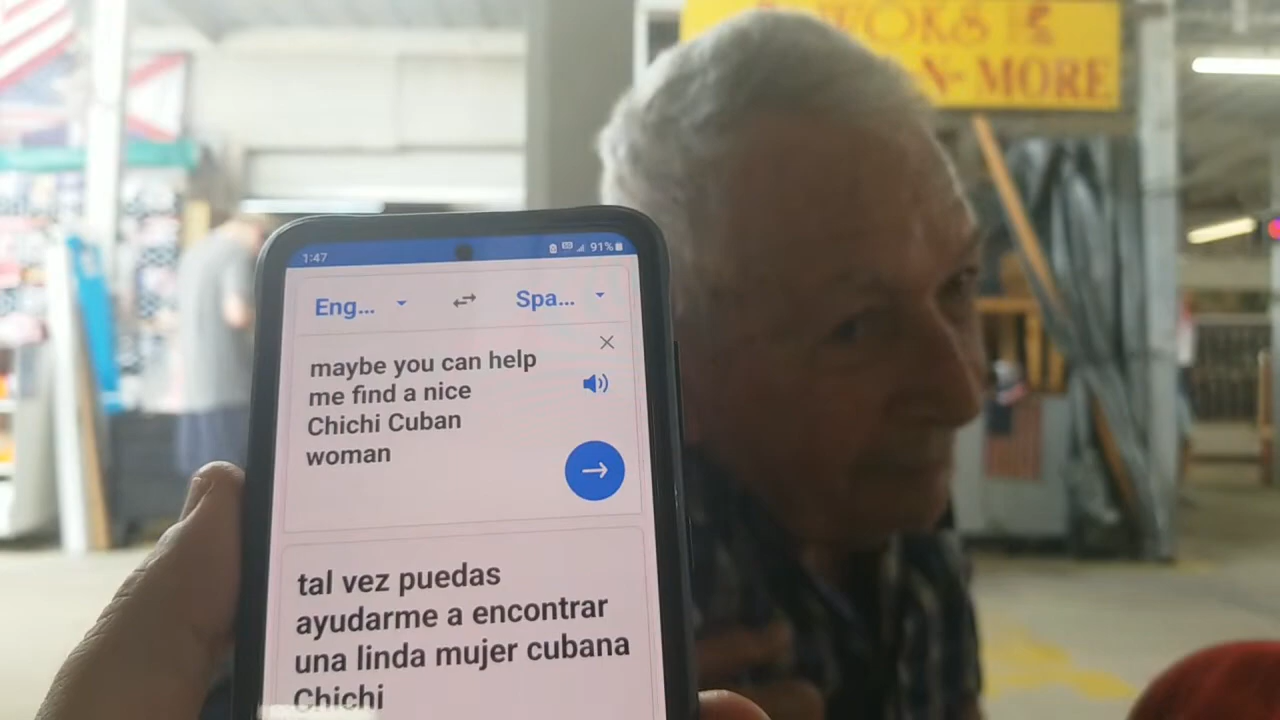 WOKS
-N- MORE
1:47
91%
Eng...
Spa...
maybe you can help
me find a nice
Chichi Cuban
woman
tal vez puedas
ayudarme a encontrar
una linda mujer cubana
Chichi